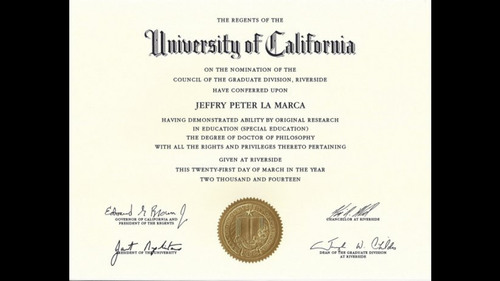 THE REGENTS OF THE
University of California
ON THE NOMINATION OF THE
COUNCIL OF THE GRADUATE DIVISION, RIVERSIDE
HAVE CONFERRED UPON
JEFFRY PETER LA MARCA
HAVING DEMONSTRATED ABILITY BY ORIGINAL RESEARCH
IN EDUCATION (SPECIAL EDUCATION)
THE DEGREE OF DOCTOR OF PHILOSOPHY
WITH ALL THE RIGHTS AND PRIVILEGES THERETO PERTAINING
GIVEN AT RIVERSIDE
THIS TWENTY-FIRST DAY OF MARCH IN THE YEAR
TWO THOUSAND AND FOURTEEN
Edmund G Brown Jr
GOVERNOR OF CALIFORNIA AND
PRESIDENT OF THE REGENTS
CHANCELLOR AT RIVERSIDE
Janet Napolitano
PRESIDENT OF THE UNIVERSITY
Joseph W. Childers
DEAN OF THE GRADUATE DIVISION
AT RIVERSIDE